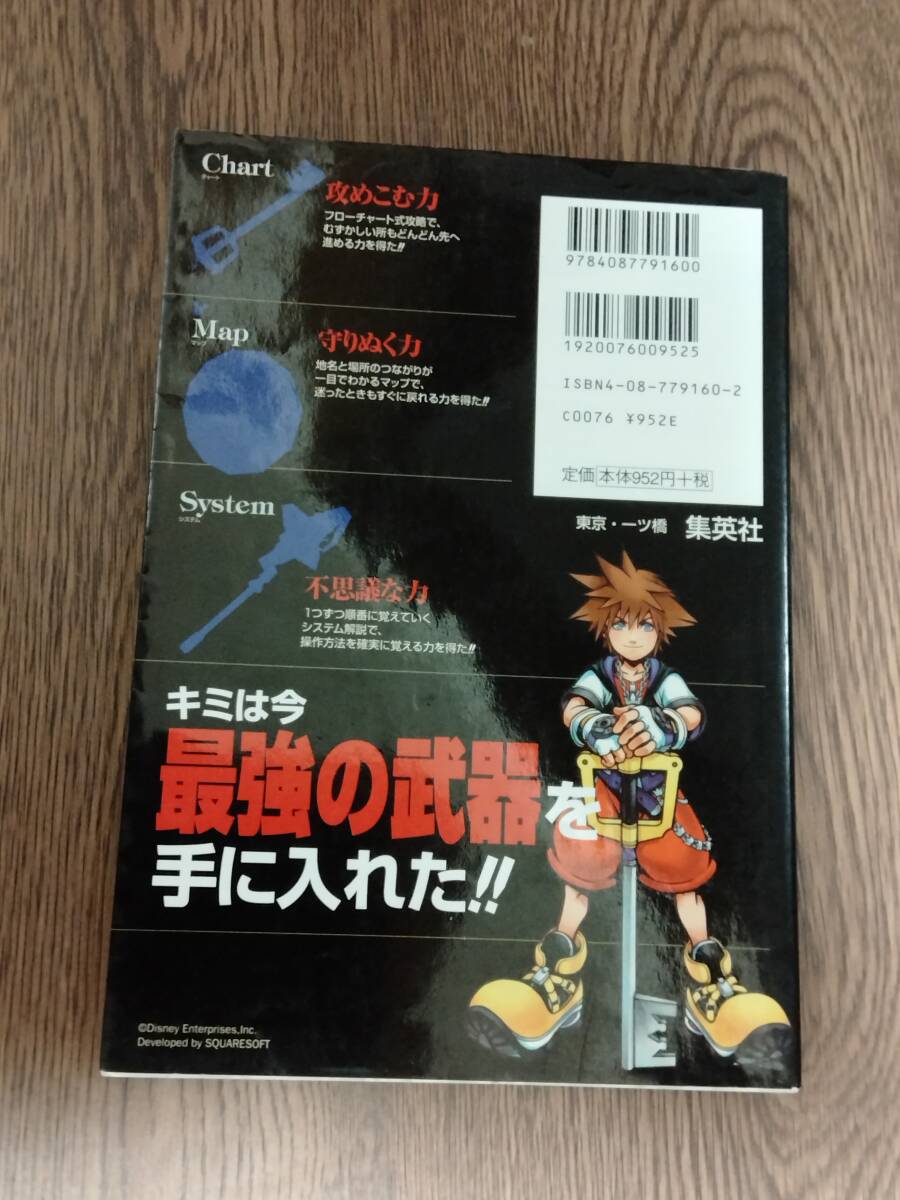 Chart
チャート
攻めこむ力
フローチャート式攻略で、
むずかしい所もどんどん先へ
進める力を得た!!
Map
マップ
守りぬく力
地名と場所のつながりが
一目でわかるマップで、
迷ったときもすぐに戻れる力を得た!!
System
システム
不思議な力
1つずつ順番に覚えていく
システム解説で、
操作方法を確実に覚える力を得た!!
9784087791600
1920076009525
ISBN4-08-779160-2
C0076 ¥952E
定価 本体952円+税
東京・一ツ橋 集英社
キミは今
最強の武器を
手に入れた!!
©Disney Enterprises,Inc.
Developed by SQUARESOFT